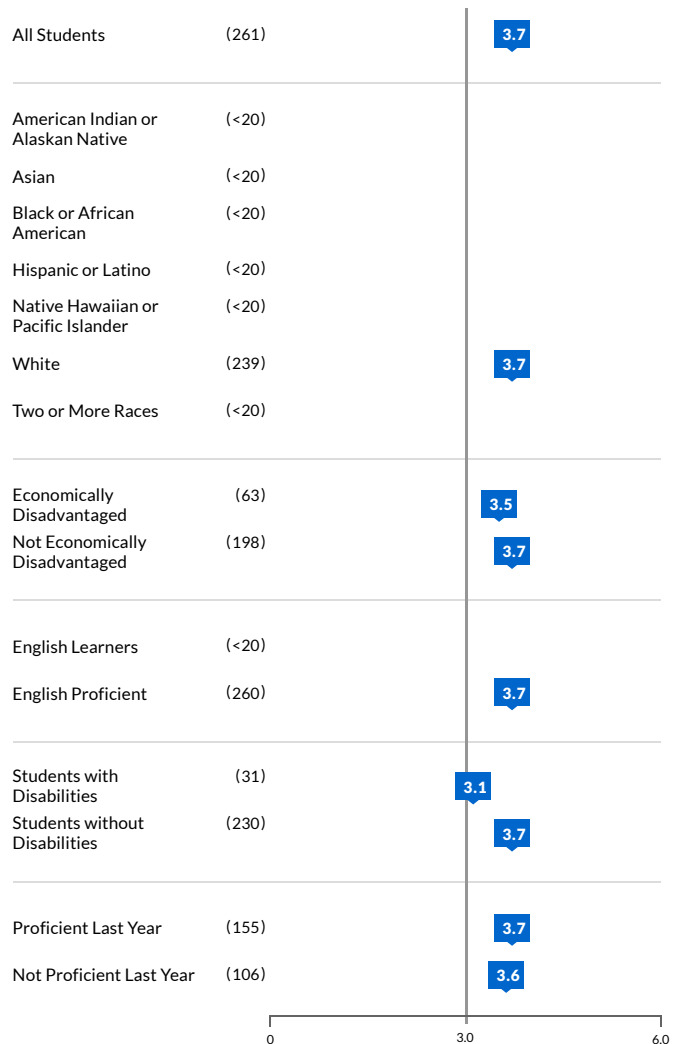 All Students (261) 3.7
American Indian or (<20)
Alaskan Native
Asian (<20)
Black or African (<20)
American
Hispanic or Latino (<20)
Native Hawaiian or (<20)
Pacific Islander
White (239) 3.7
Two or More Races (<20)
Economically (63) 3.5
Disadvantaged
Not Economically (198) 3.7
Disadvantaged
English Learners (<20)
English Proficient (260) 3.7
Students with (31) 3.1
Disabilities
Students without (230) 3.7
Disabilities
Proficient Last Year (155) 3.7
Not Proficient Last Year (106) 3.6
0 3.0 6.0